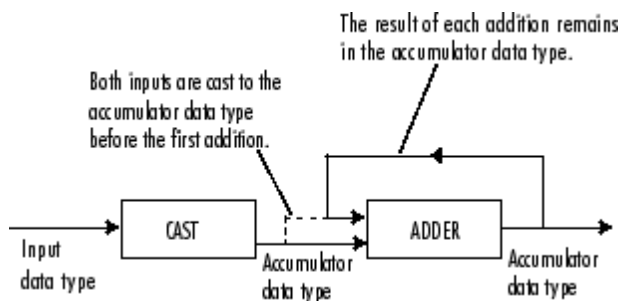 The result of each addition remains
in the accumulator data type.
Both inputs are cast to the
accumulator data type
before the first addition.
CAST
ADDER
Input
data type
Accumulator
data type
Accumulator
data type